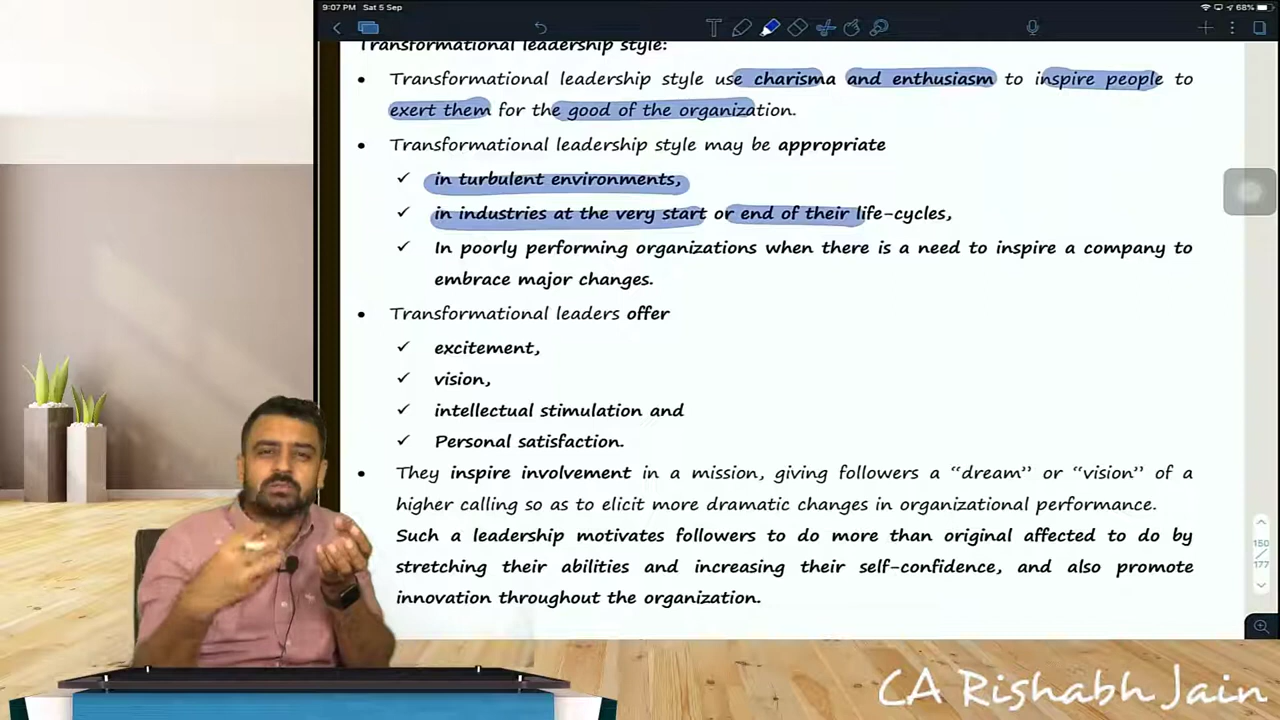 9:07 PM Sat 5 Sep
68%
Transformational leadership style:
• Transformational leadership style use charisma and enthusiasm to inspire people to
exert them for the good of the organization.
• Transformational leadership style may be appropriate
✓ in turbulent environments,
✓ in industries at the very start or end of their life-cycles,
✓ In poorly performing organizations when there is a need to inspire a company to
embrace major changes.
• Transformational leaders offer
✓ excitement,
✓ vision,
✓ intellectual stimulation and
✓ Personal satisfaction.
• They inspire involvement in a mission, giving followers a “dream” or “vision” of a
higher calling so as to elicit more dramatic changes in organizational performance.
Such a leadership motivates followers to do more than original affected to do by
stretching their abilities and increasing their self-confidence, and also promote
innovation throughout the organization.
150
177
CA Rishabh Jain